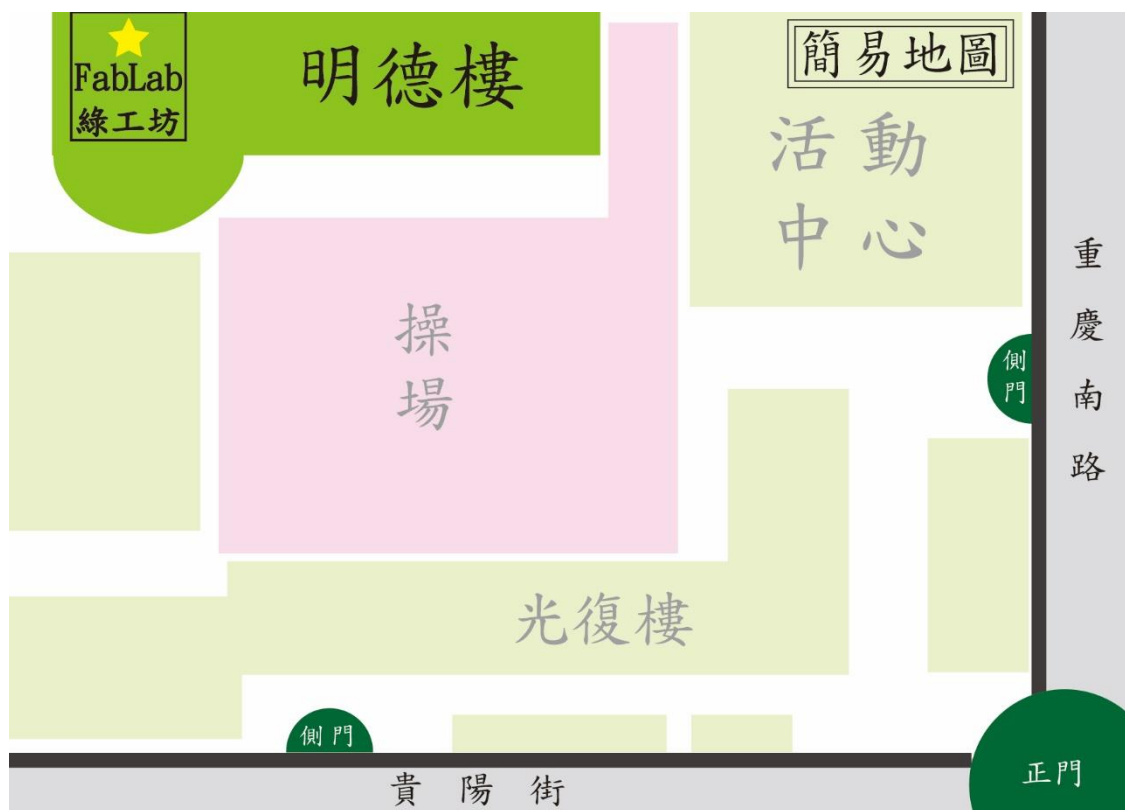 FabLab
綠工坊
明德樓
簡易地圖
活動
中心
操場
重慶南路
側門
光復樓
側門
貴陽街
正門